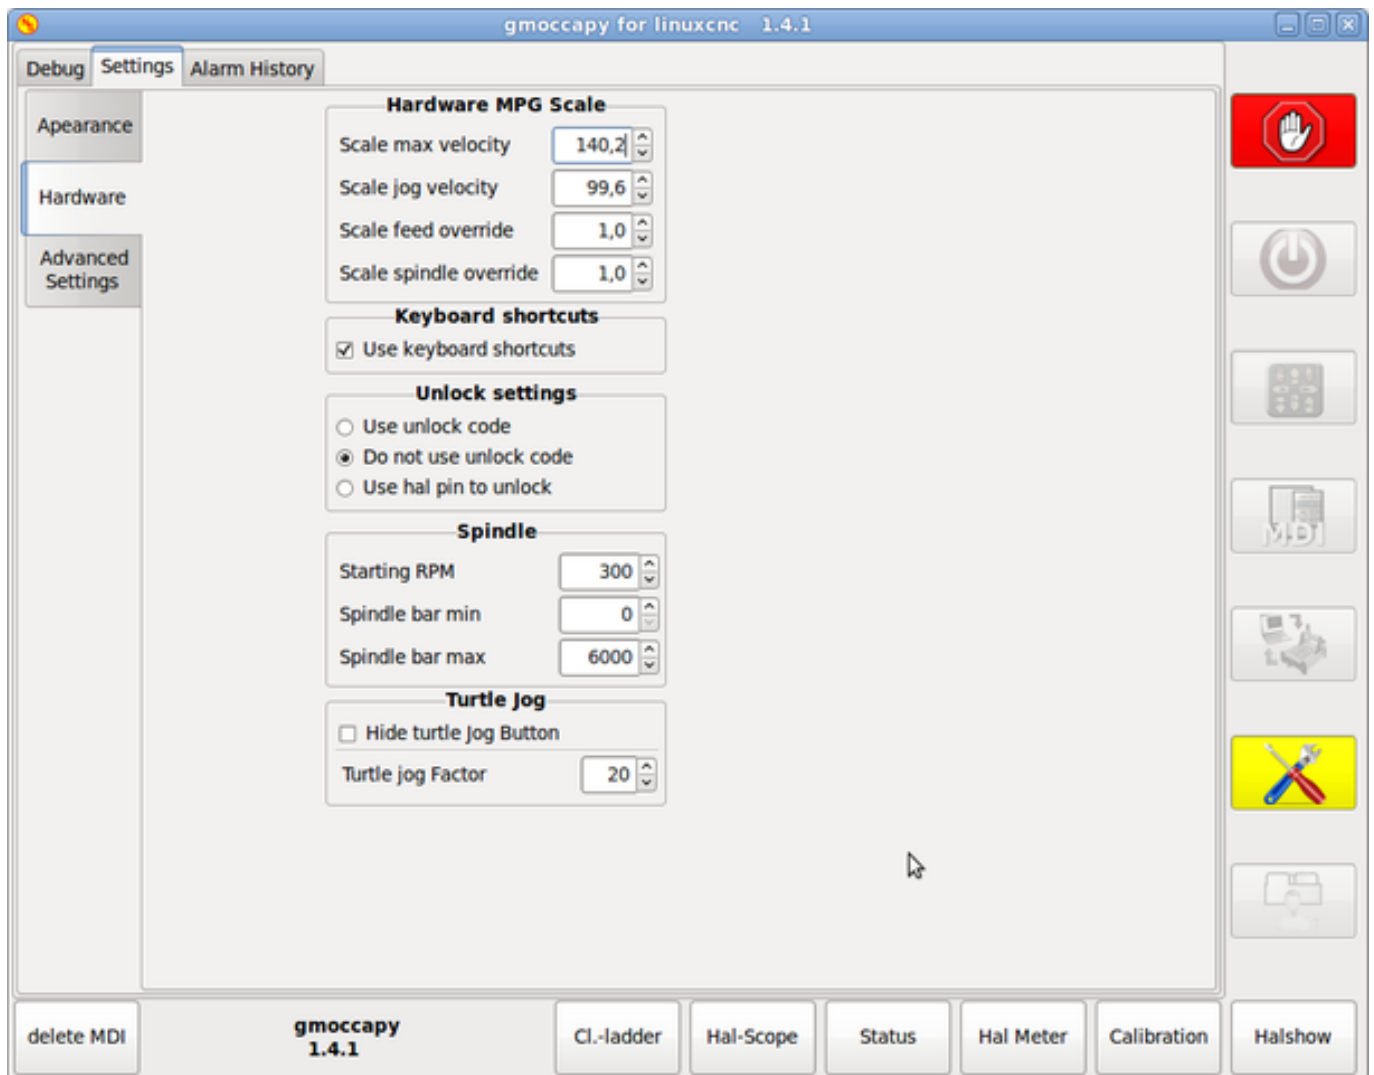 gmoccapy for linuxcnc 1.4.1
Debug Settings Alarm History
Apearance
Hardware
Advanced
Settings
Hardware MPG Scale
Scale max velocity 140,2
Scale jog velocity 99,6
Scale feed override 1,0
Scale spindle override 1,0
Keyboard shortcuts
Use keyboard shortcuts
Unlock settings
Use unlock code
Do not use unlock code
Use hal pin to unlock
Spindle
Starting RPM 300
Spindle bar min 0
Spindle bar max 6000
Turtle Jog
Hide turtle Jog Button
Turtle jog Factor 20
MDI
delete MDI
gmoccapy
1.4.1
Cl.-ladder Hal-Scope Status Hal Meter Calibration Halshow